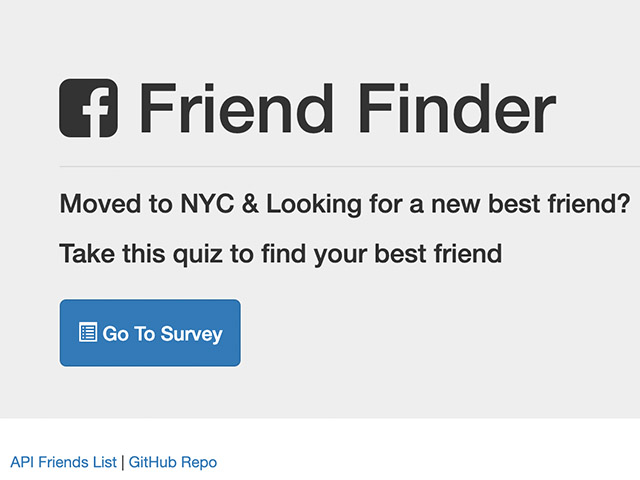 Friend Finder
Moved to NYC & Looking for a new best friend?
Take this quiz to find your best friend
Go To Survey
API Friends List | GitHub Repo